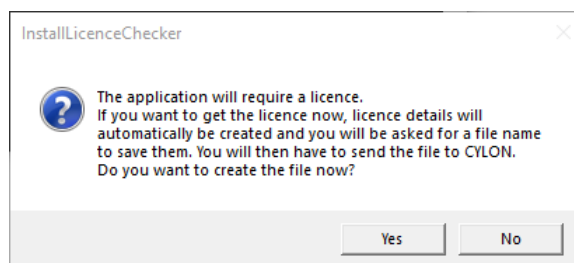 InstallLicenceChecker
The application will require a licence.
If you want to get the licence now, licence details will
automatically be created and you will be asked for a file name
to save them. You will then have to send the file to CYLON.
Do you want to create the file now?
Yes
No